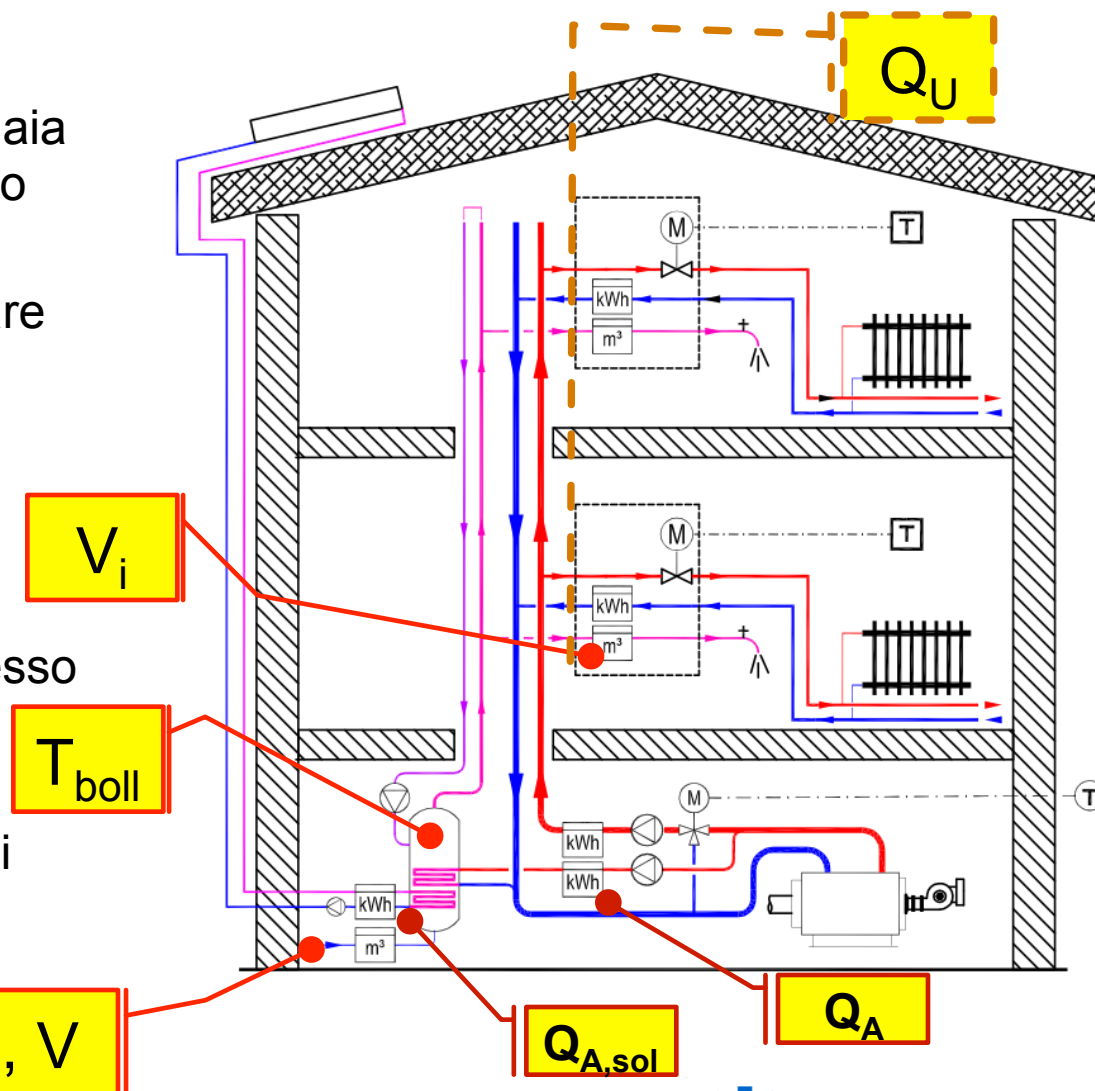 Q_U
aia
o
re
M
T
kWh
m³
V_i
M
T
kWh
m³
esso
T_boll
M
T
i
kWh
kWh
kWh
m³
Q_A
Q_A,sol
, V